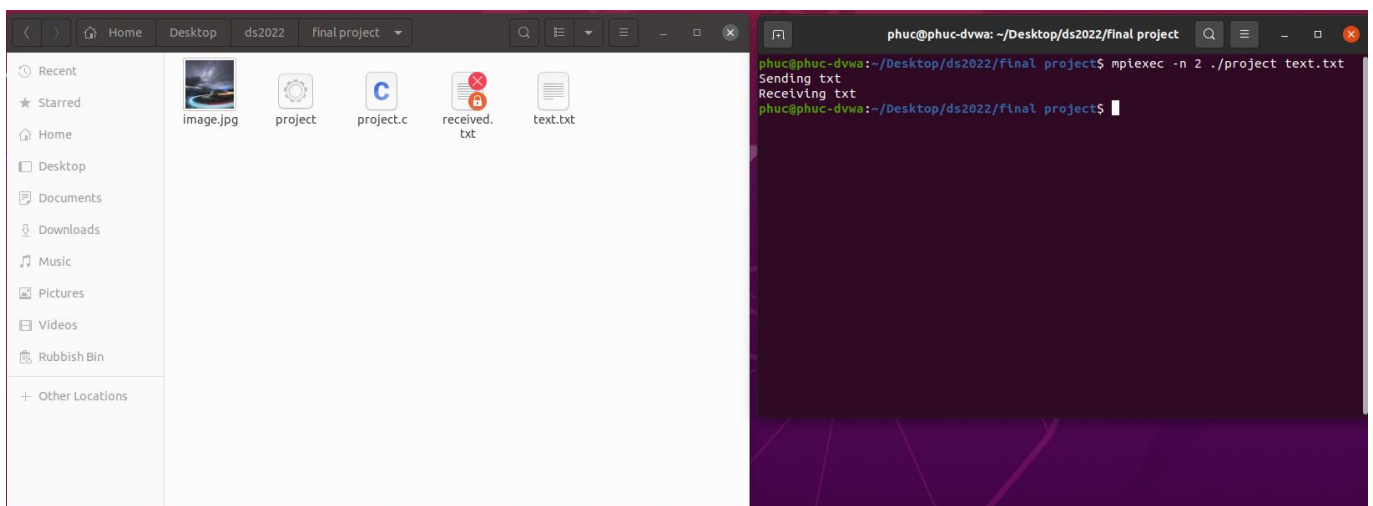 Home Desktop ds2022 final project
Recent
Starred
Home
Desktop
Documents
Downloads
Music
Pictures
Videos
Rubbish Bin
+ Other Locations
image.jpg
project
C
project.c
received.
txt
text.txt
phuc@phuc-dvwa: ~/Desktop/ds2022/final project
phuc@phuc-dvwa:~/Desktop/ds2022/final project$ mpiexec -n 2 ./project text.txt
Sending txt
Receiving txt
phuc@phuc-dvwa:~/Desktop/ds2022/final project$